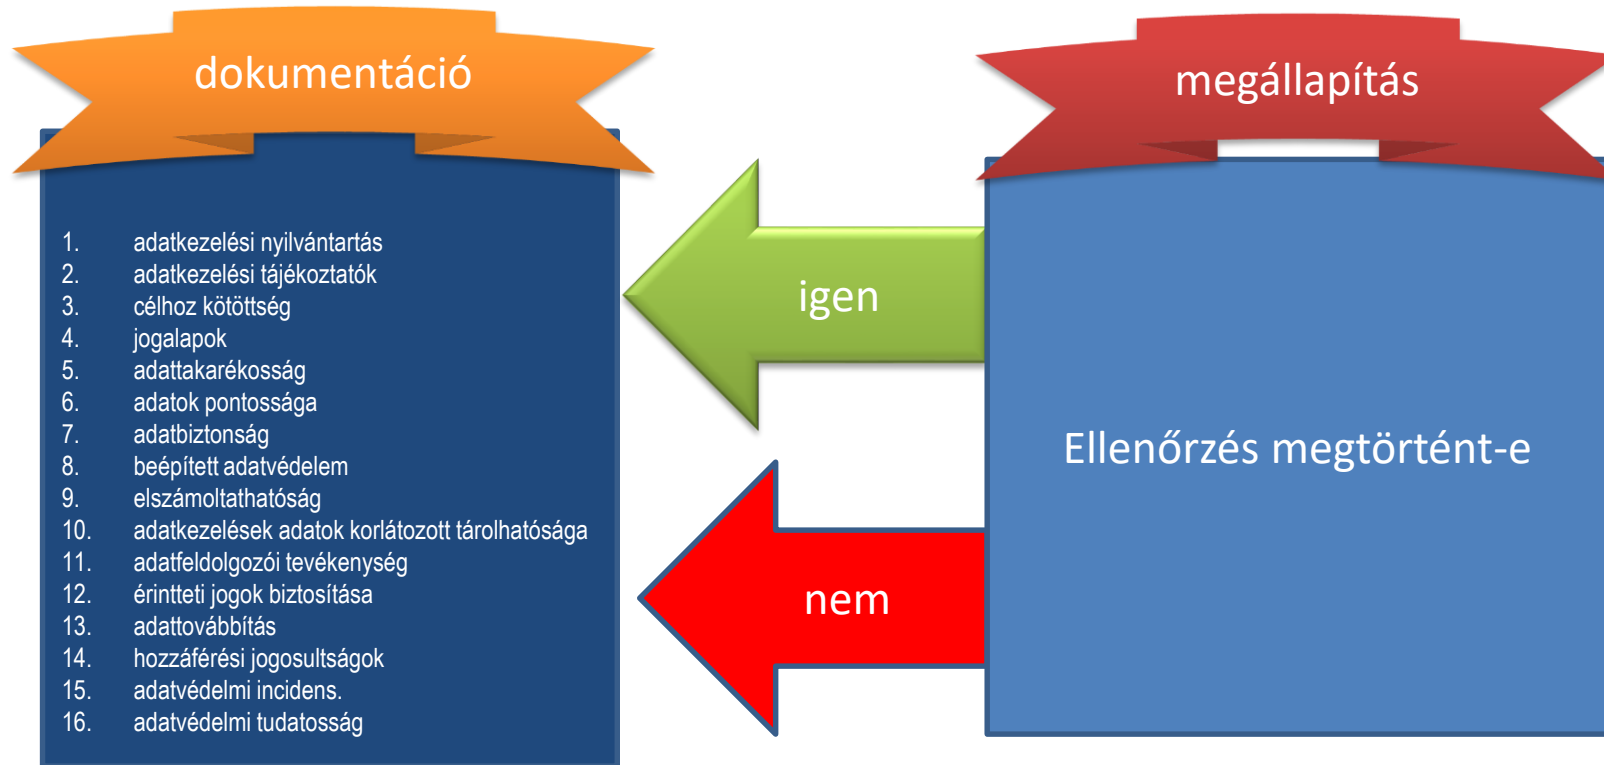 dokumentáció
1. adatkezelési nyilvántartás
2. adatkezelési tájékoztatók
3. célhoz kötöttség
4. jogalapok
5. adattakarékosság
6. adatok pontossága
7. adatbiztonság
8. beépített adatvédelem
9. elszámoltathatóság
10. adatkezelések adatok korlátozott tárolhatósága
11. adatfeldolgozói tevékenység
12. érintteti jogok biztosítása
13. adattovábbítás
14. hozzáférési jogosultságok
15. adatvédelmi incidens.
16. adatvédelmi tudatosság
igen
nem
megállapítás
Ellenőrzés megtörtént-e